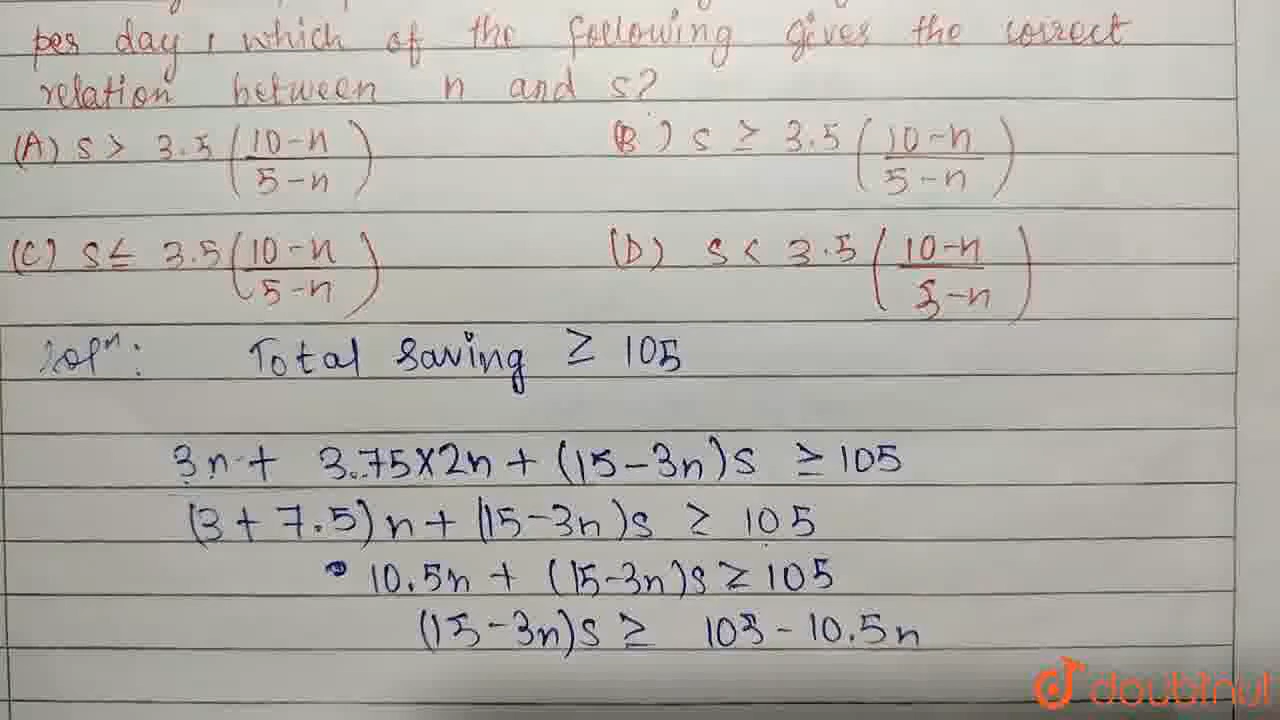 per day, which of the following gives the correct
relation between n and s?
(A) s > 3.5 (10-n / 5-n)
(B) s ≥ 3.5 (10-n / 5-n)
(C) s ≤ 3.5 (10-n / 5-n)
(D) s < 3.5 (10-n / 5-n)
Solⁿ: Total saving ≥ 105
3n + 3.75×2n + (15-3n)s ≥ 105
(3 + 7.5)n + (15-3n)s ≥ 105
10.5n + (15-3n)s ≥ 105
(15-3n)s ≥ 105 - 10.5n
doubtnut